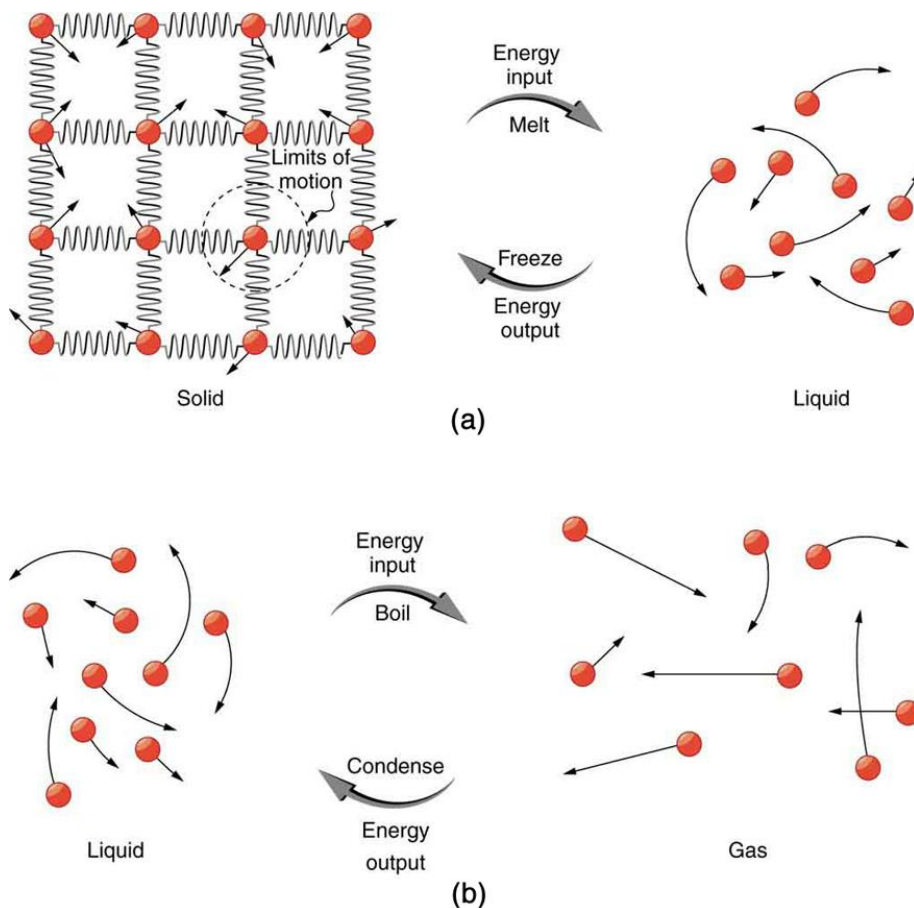 Energy
input
Melt
Limits of
motion
Freeze
Energy
output
Solid
Liquid
(a)
Energy
input
Boil
Condense
Energy
output
Liquid
Gas
(b)